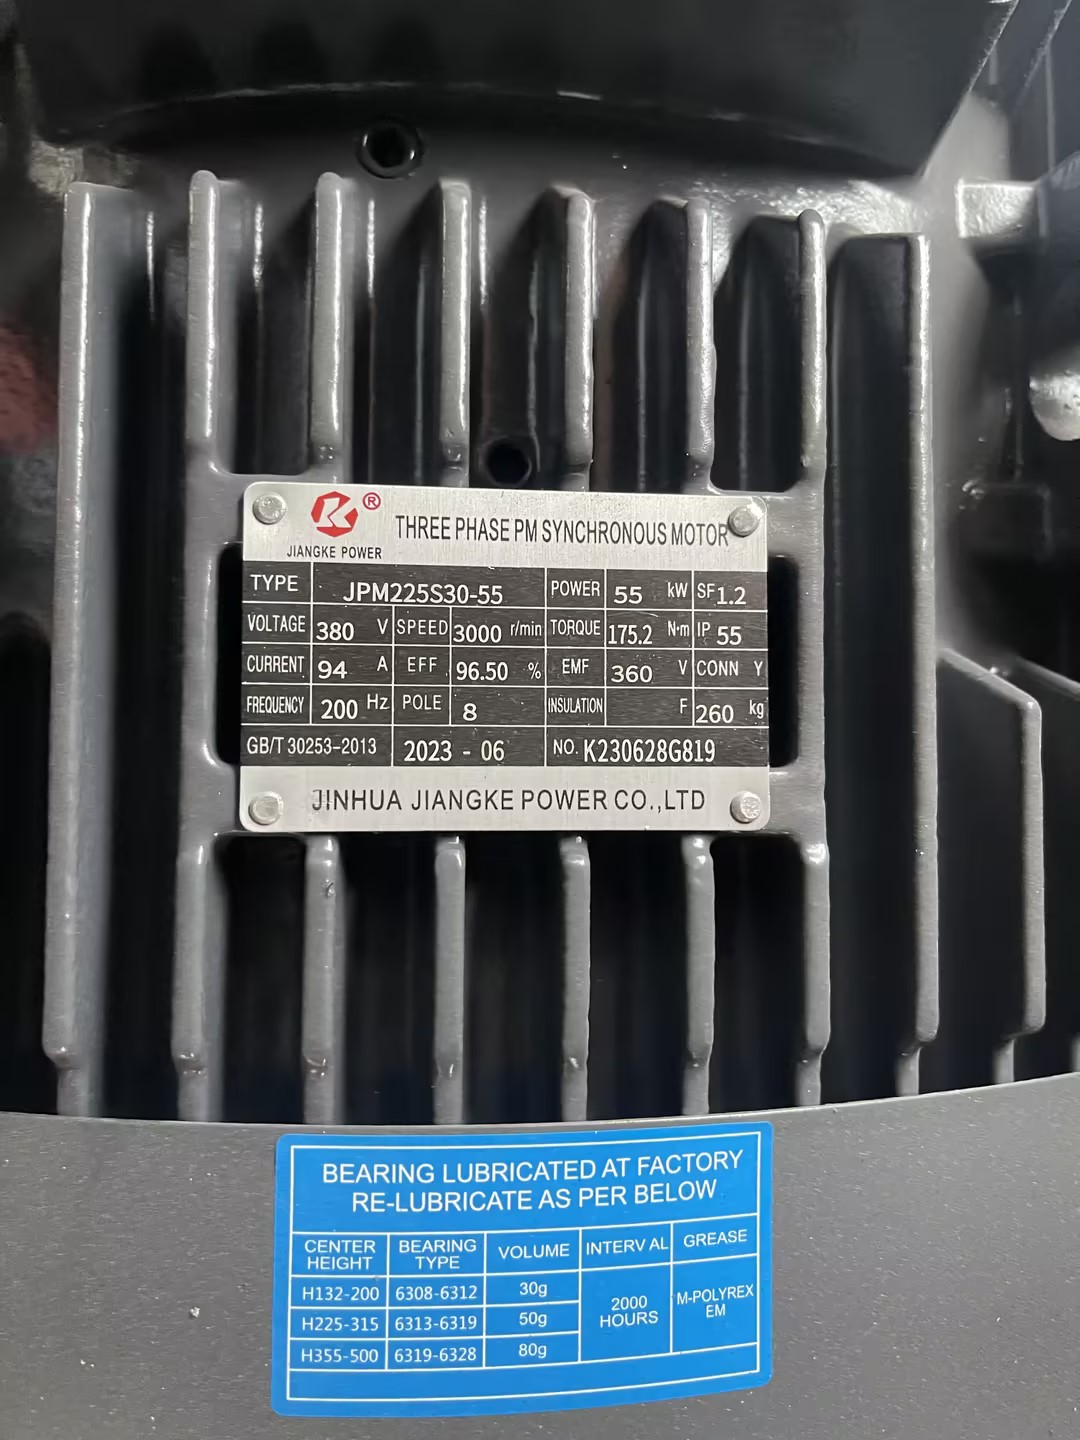 ® THREE PHASE PM SYNCHRONOUS MOTOR
JIANGKE POWER
TYPE JPM225S30-55 POWER 55 kW SF 1.2
VOLTAGE 380 V SPEED 3000 r/min TORQUE 175.2 N·m IP 55
CURRENT 94 A EFF 96.50 % EMF 360 V CONN Y
FREQUENCY 200 Hz POLE 8 INSULATION F 260 kg
GB/T 30253-2013 2023 - 06 NO. K230628G819
JINHUA JIANGKE POWER CO.,LTD
BEARING LUBRICATED AT FACTORY
RE-LUBRICATE AS PER BELOW
CENTER HEIGHT BEARING TYPE VOLUME INTERV AL GREASE
H132-200 6308-6312 30g
H225-315 6313-6319 50g 2000 HOURS M-POLYREX EM
H355-500 6319-6328 80g